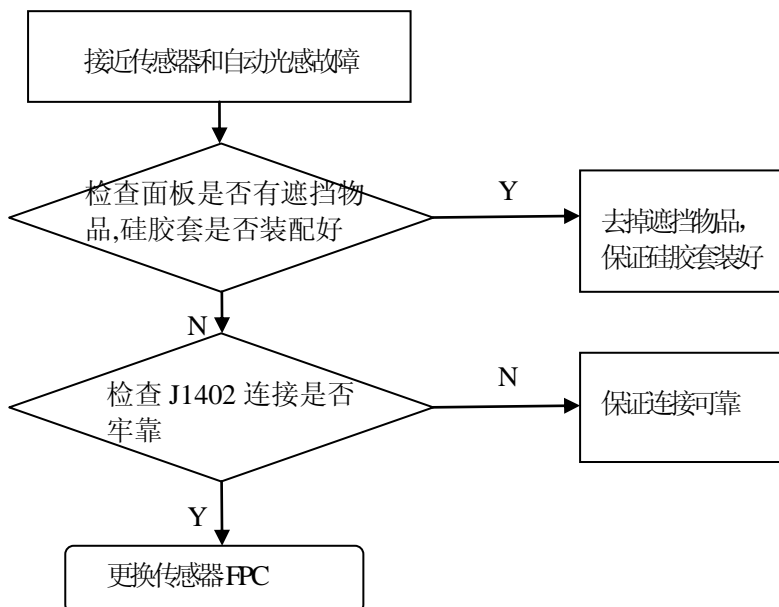 接近传感器和自动光感故障
检查面板是否有遮挡物
品,硅胶套是否装配好
Y
去掉遮挡物品，
保证硅胶套装好
N
检查 J1402 连接是否
牢靠
N
保证连接可靠
Y
更换传感器 FPC